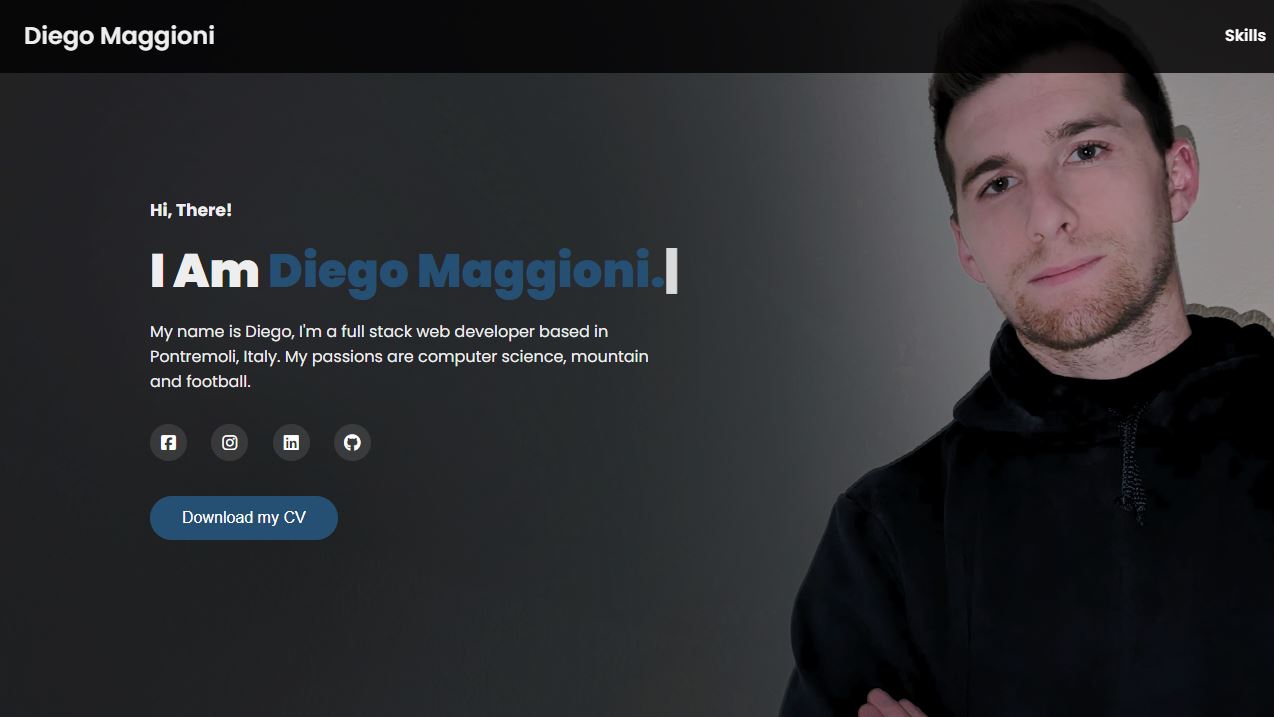 Diego Maggioni
Skills
Hi, There!
I Am Diego Maggioni.
My name is Diego, I'm a full stack web developer based in
Pontremoli, Italy. My passions are computer science, mountain
and football.
Download my CV